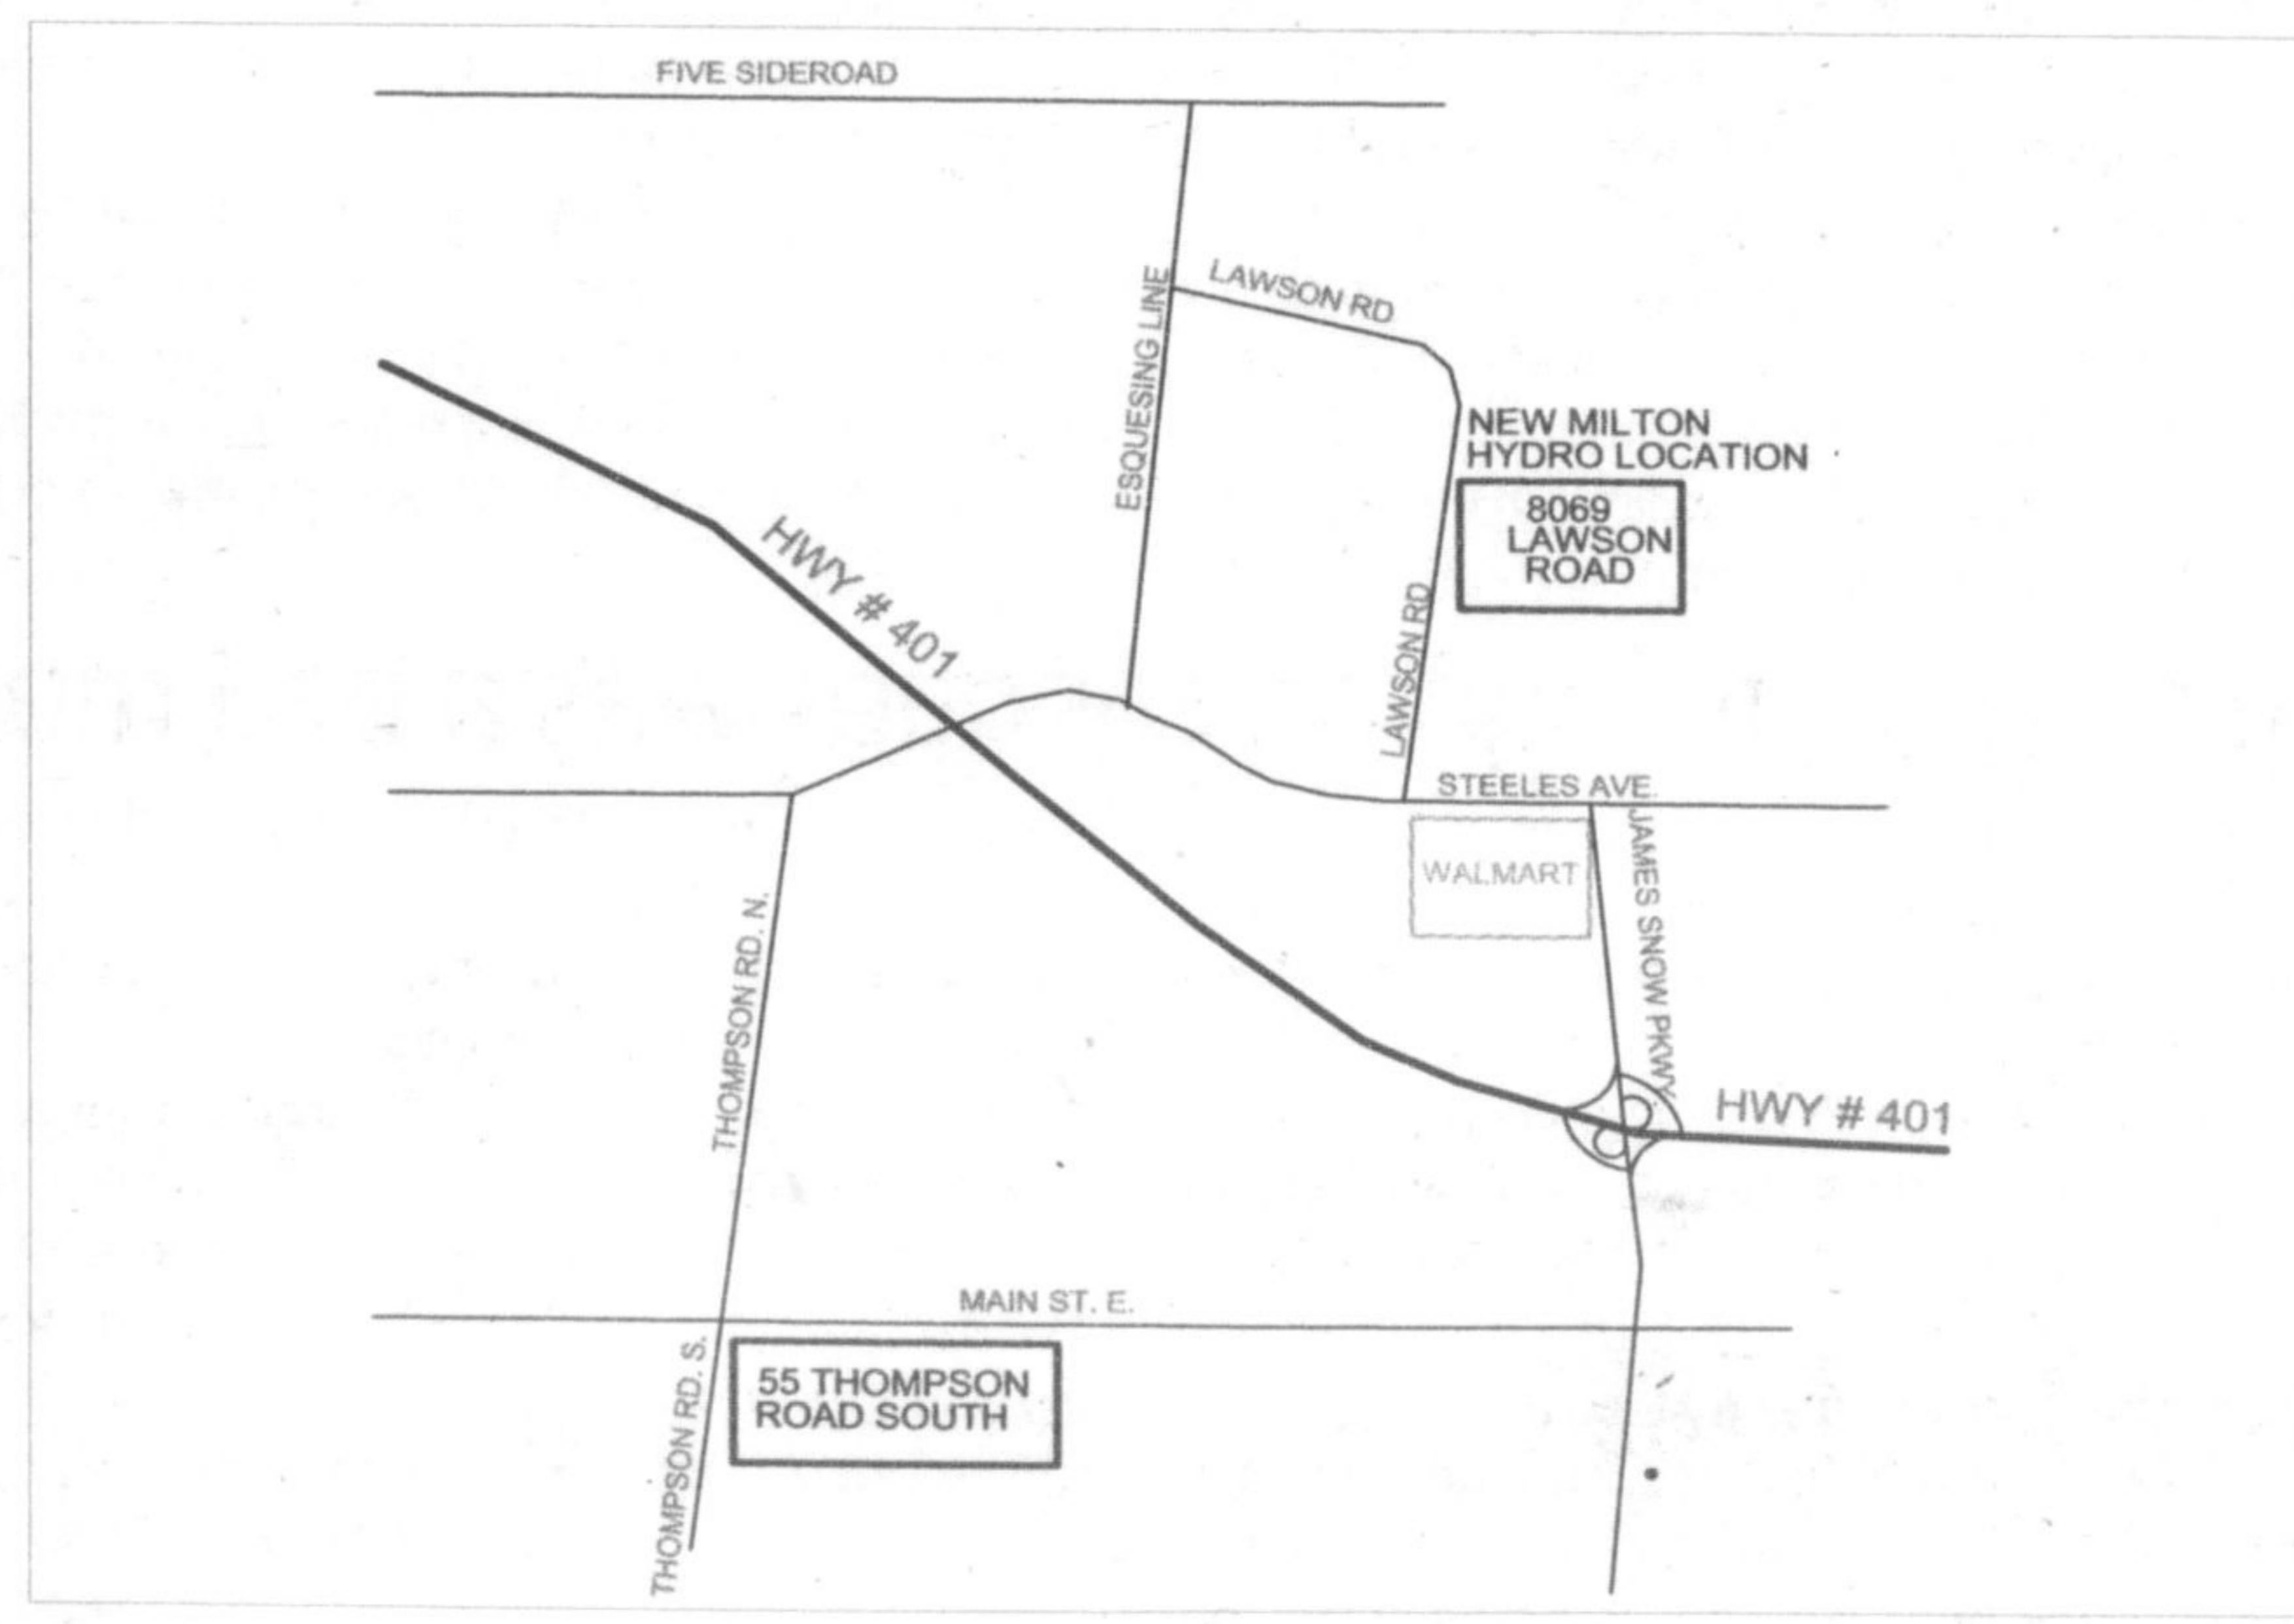 FIVE SIDEROAD
LAWSON RD
ESQUESING LINE
NEW MILTON
HYDRO LOCATION
8069
LAWSON
ROAD
HWY # 401
LAWSON RD
STEELES AVE.
WALMART
JAMES SNOW PKWY
THOMPSON RD. N.
HWY # 401
MAIN ST. E.
THOMPSON RD. S.
55 THOMPSON
ROAD SOUTH